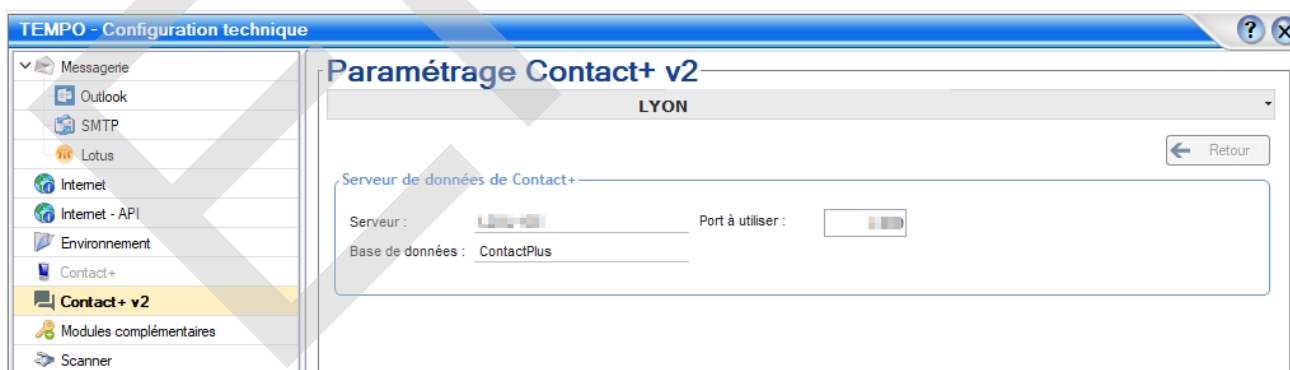 TEMPO - Configuration technique
Messagerie
Outlook
SMTP
Lotus
Internet
Internet - API
Environnement
Contact+
Contact+ v2
Modules complémentaires
Scanner
Paramétrage Contact+ v2
LYON
Retour
Serveur de données de Contact+
Serveur :
Port à utiliser :
Base de données : ContactPlus